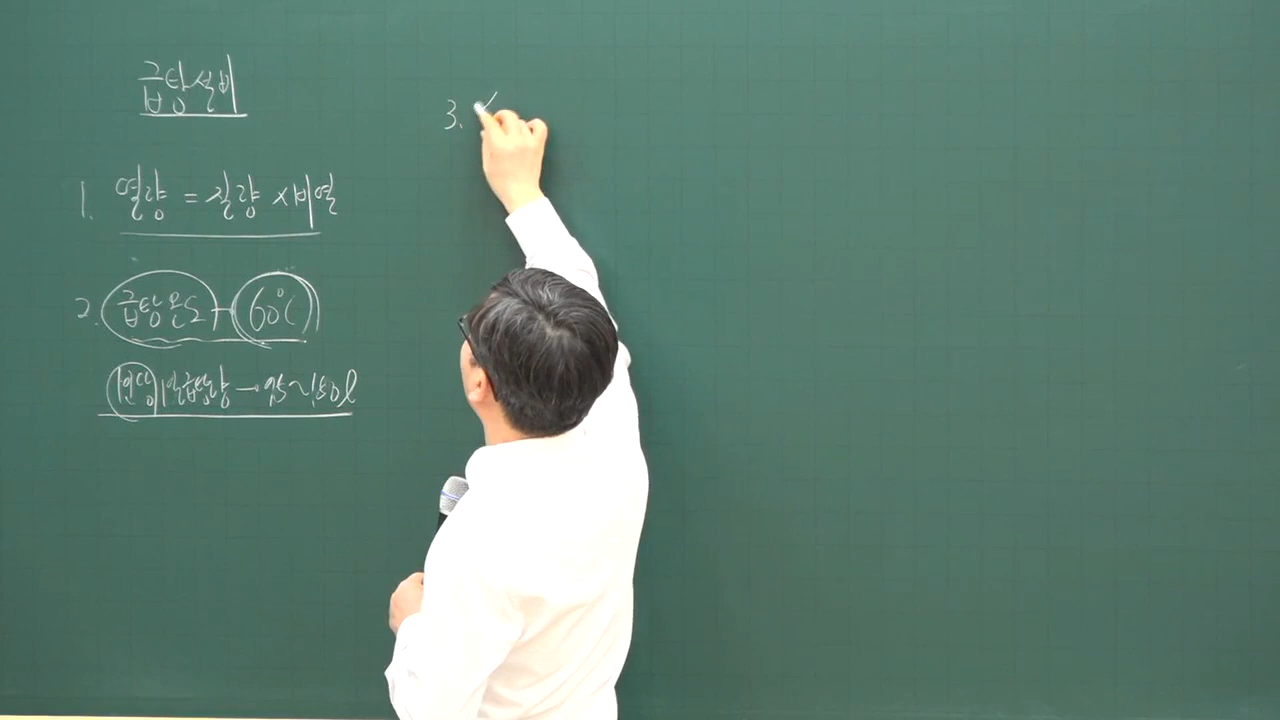 급탕설비
1. 열량 = 질량 × 비열
2. 급탕온도 - 60℃
1인당 1일급탕량 → 75~150ℓ
3.